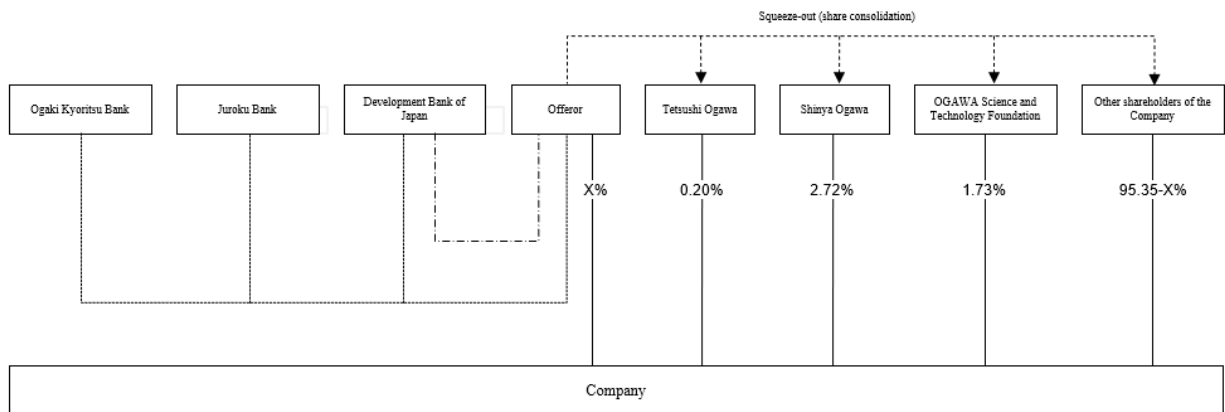 Squeeze-out (share consolidation)
Ogaki Kyoritsu Bank
Juroku Bank
Development Bank of
Japan
Offeror
Tetsushi Ogawa
Shinya Ogawa
OGAWA Science and
Technology Foundation
Other shareholders of the
Company
X%
0.20%
2.72%
1.73%
95.35-X%
Company